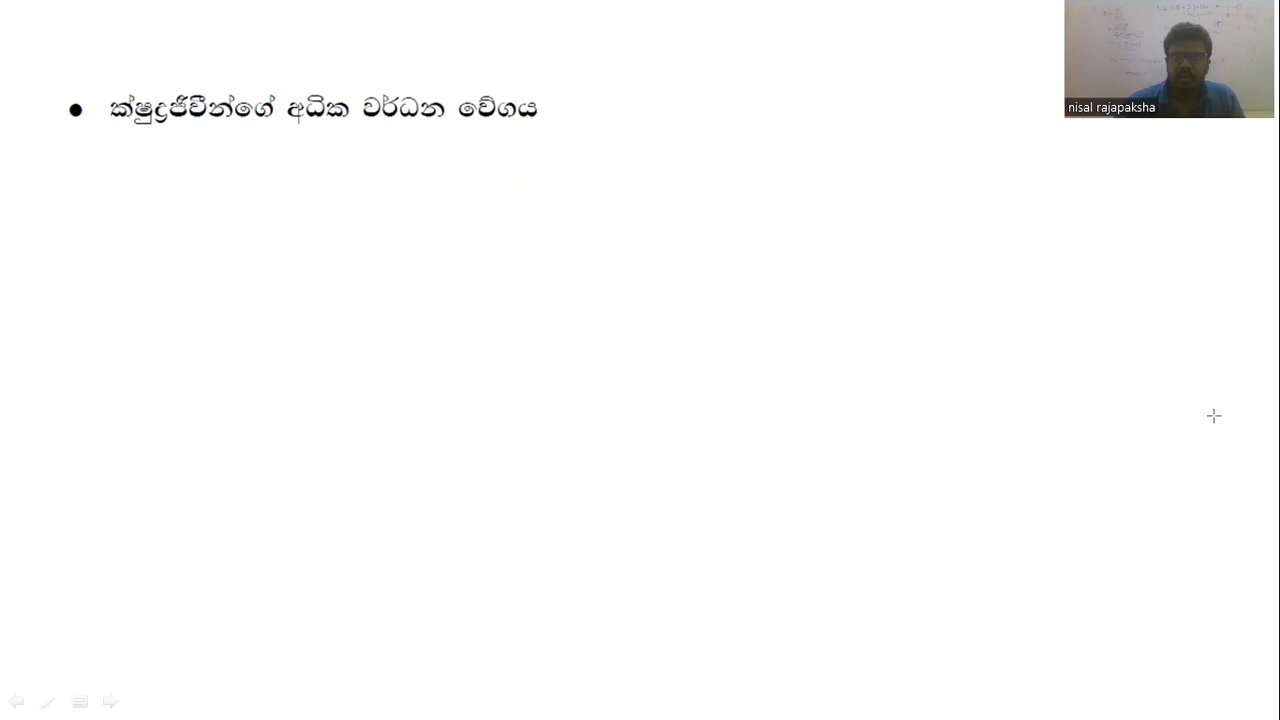 • ක්ෂුද්‍රජීවීන්ගේ අධික වර්ධන වේගය
nisal rajapaksha